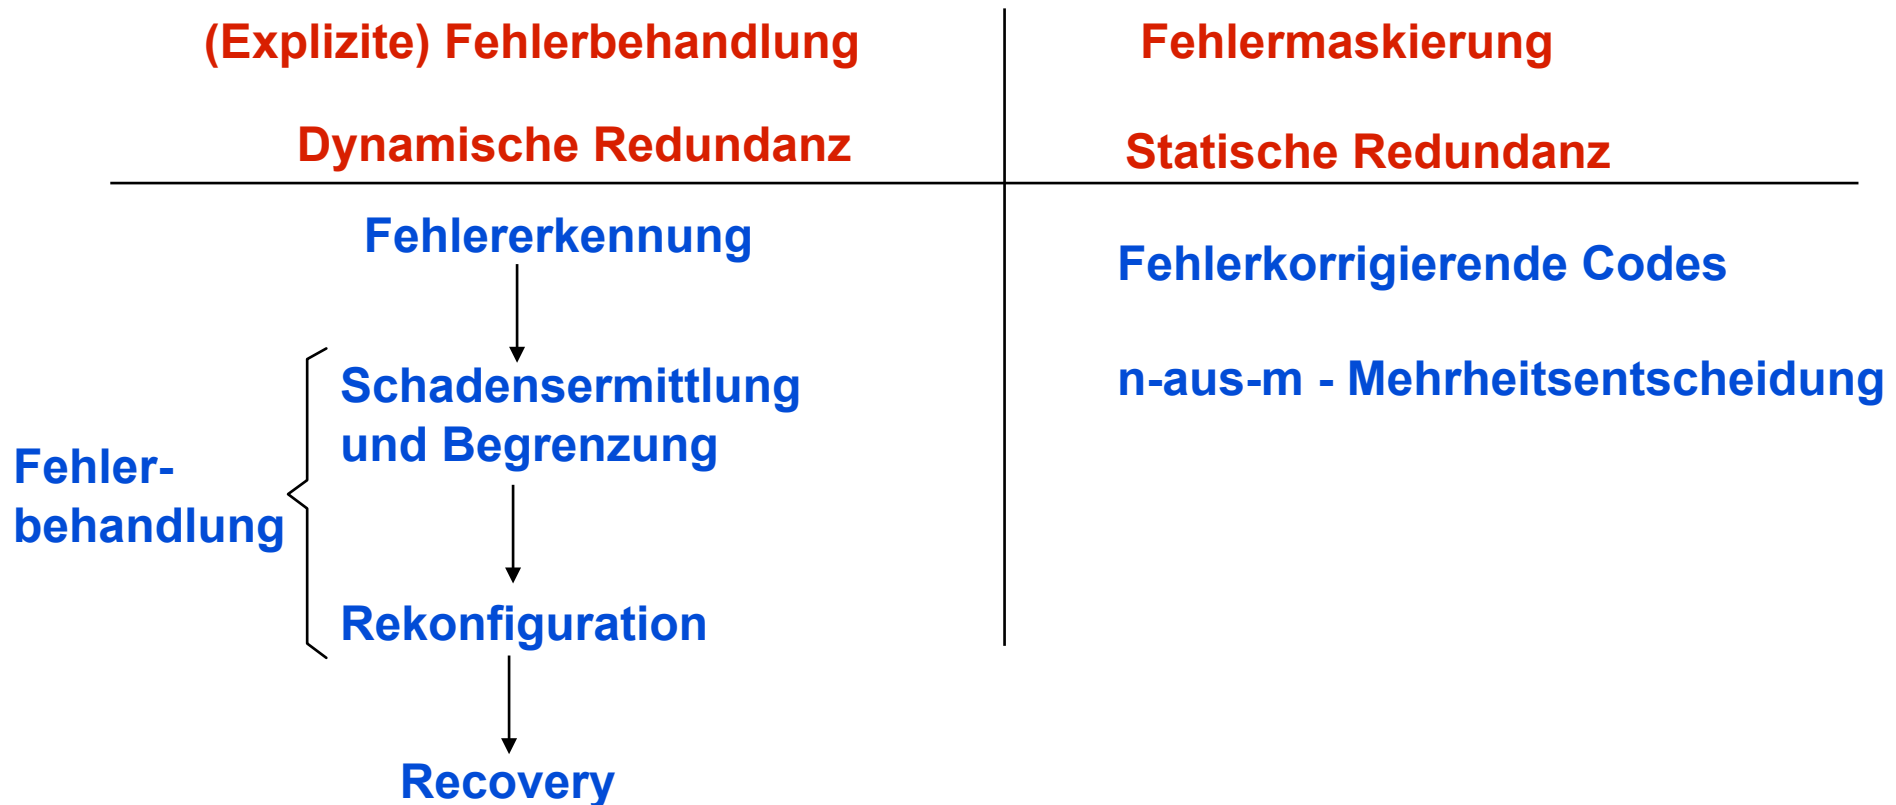 (Explizite) Fehlerbehandlung
Dynamische Redundanz
Fehlermaskierung
Statische Redundanz
Fehlererkennung
Schadensermittlung
und Begrenzung
Fehler-
behandlung
Rekonfiguration
Recovery
Fehlerkorrigierende Codes
n-aus-m - Mehrheitsentscheidung